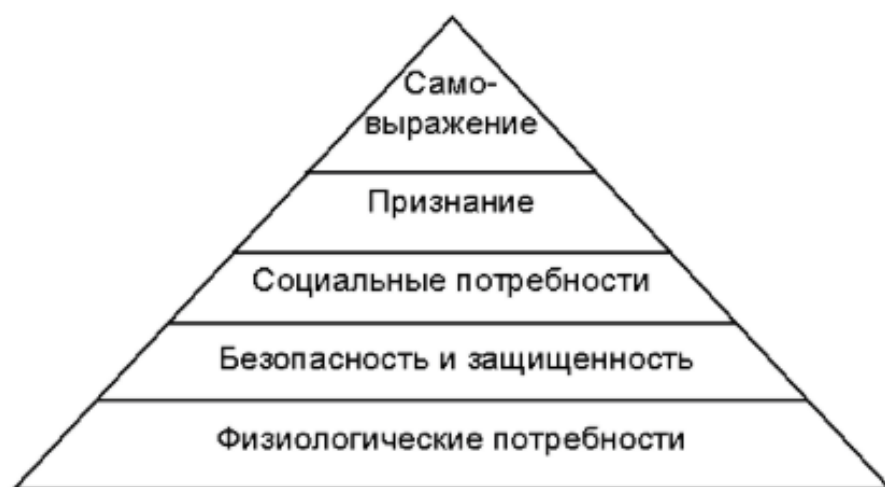 Само-
выражение
Признание
Социальные потребности
Безопасность и защищенность
Физиологические потребности